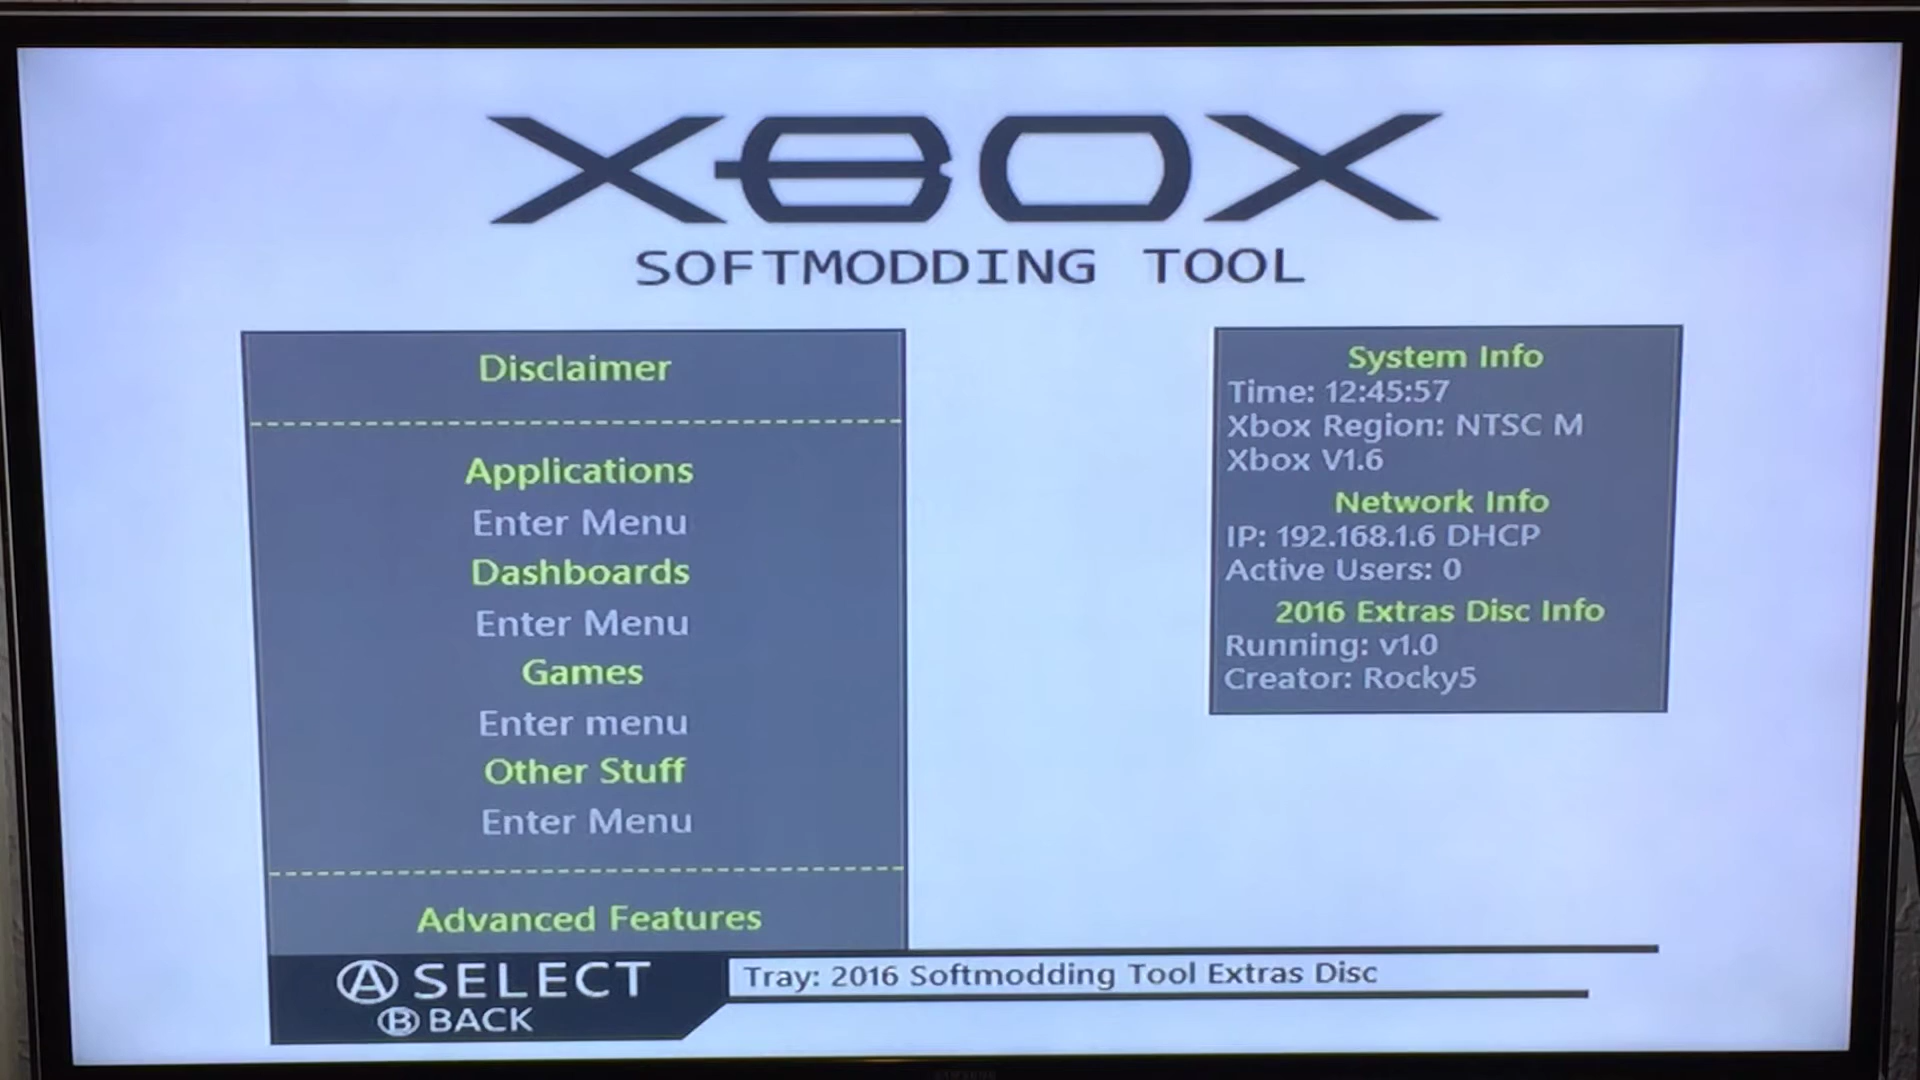 XBOX
SOFTMODDING TOOL
Disclaimer
Applications
Enter Menu
Dashboards
Enter Menu
Games
Enter menu
Other Stuff
Enter Menu
Advanced Features
System Info
Time: 12:45:57
Xbox Region: NTSC M
Xbox V1.6
Network Info
IP: 192.168.1.6 DHCP
Active Users: 0
2016 Extras Disc Info
Running: v1.0
Creator: Rocky5
A SELECT
B BACK
Tray: 2016 Softmodding Tool Extras Disc
SAMSUNG